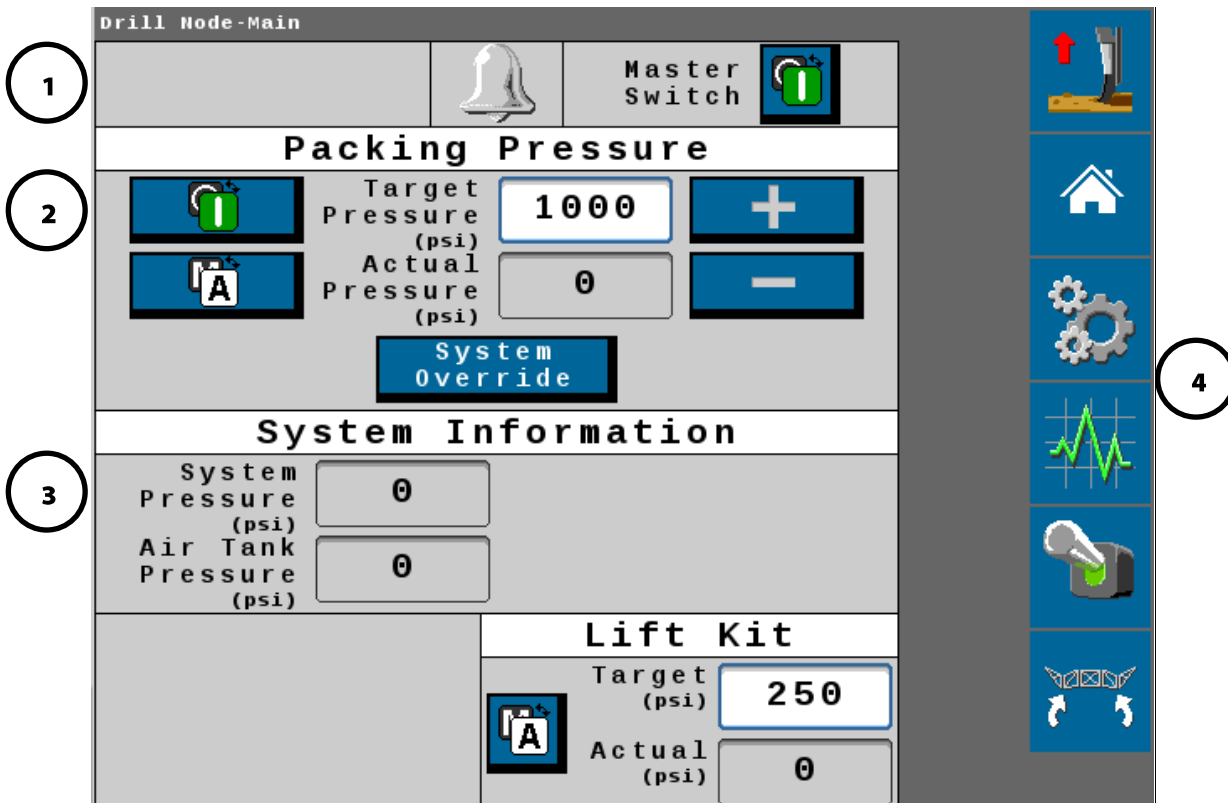 Drill Node-Main
1
Master
Switch
Packing Pressure
2
Target
Pressure
(psi)
1000
Actual
Pressure
(psi)
0
A
System
Override
4
System Information
3
System
Pressure
(psi)
0
Air Tank
Pressure
(psi)
0
Lift Kit
Target
(psi)
250
A
Actual
(psi)
0